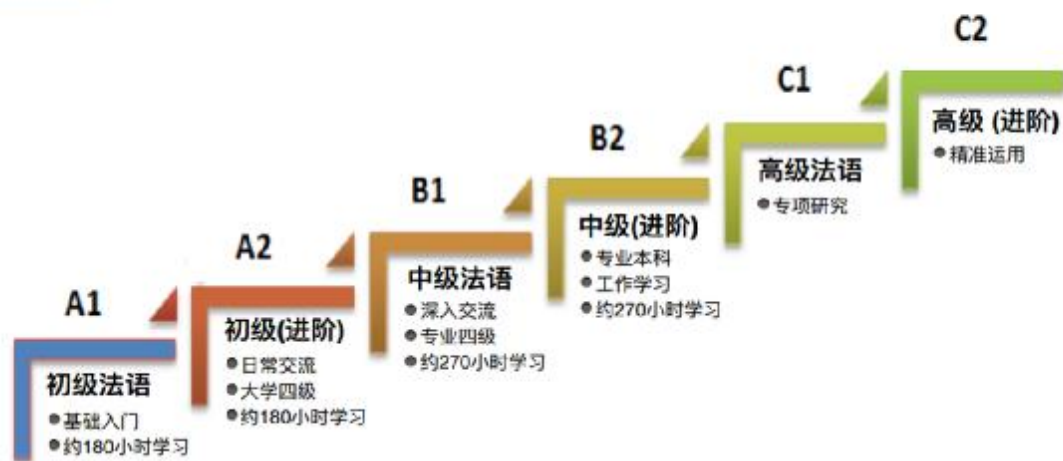 A1
初级法语
基础入门
约180小时学习
A2
初级(进阶)
日常交流
大学四级
约180小时学习
B1
中级法语
深入交流
专业四级
约270小时学习
B2
中级(进阶)
专业本科
工作学习
约270小时学习
C1
高级法语
专项研究
C2
高级 (进阶)
精准运用